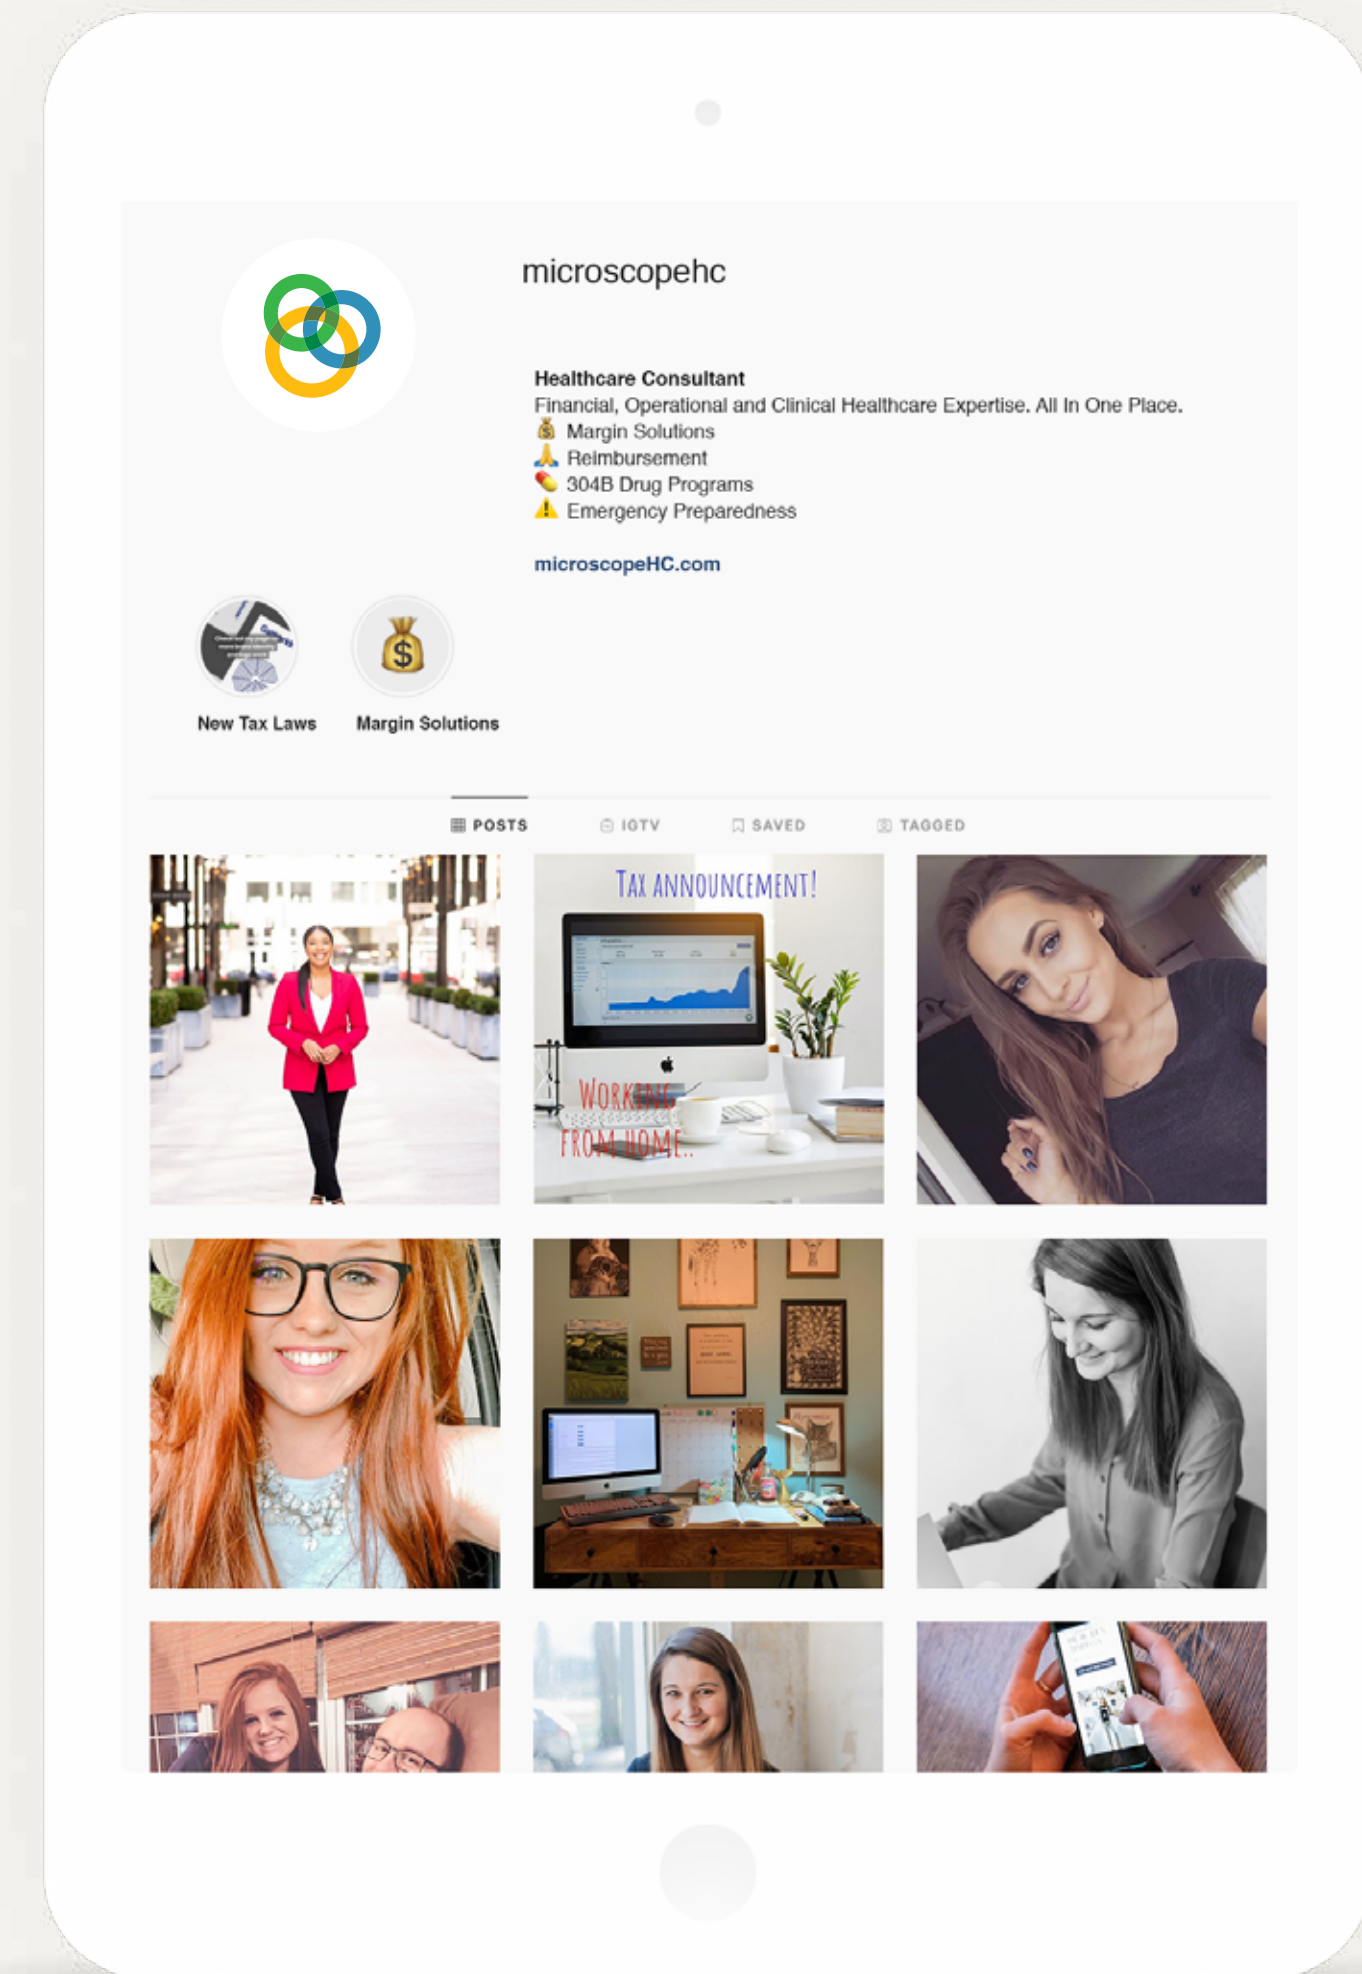 microscopehc
Healthcare Consultant
Financial, Operational and Clinical Healthcare Expertise. All In One Place.
Margin Solutions
Reimbursement
304B Drug Programs
Emergency Preparedness
microscopeHC.com
New Tax Laws
Margin Solutions
POSTS
IGTV
SAVED
TAGGED
TAX ANNOUNCEMENT!
WORKING
FROM HOME..